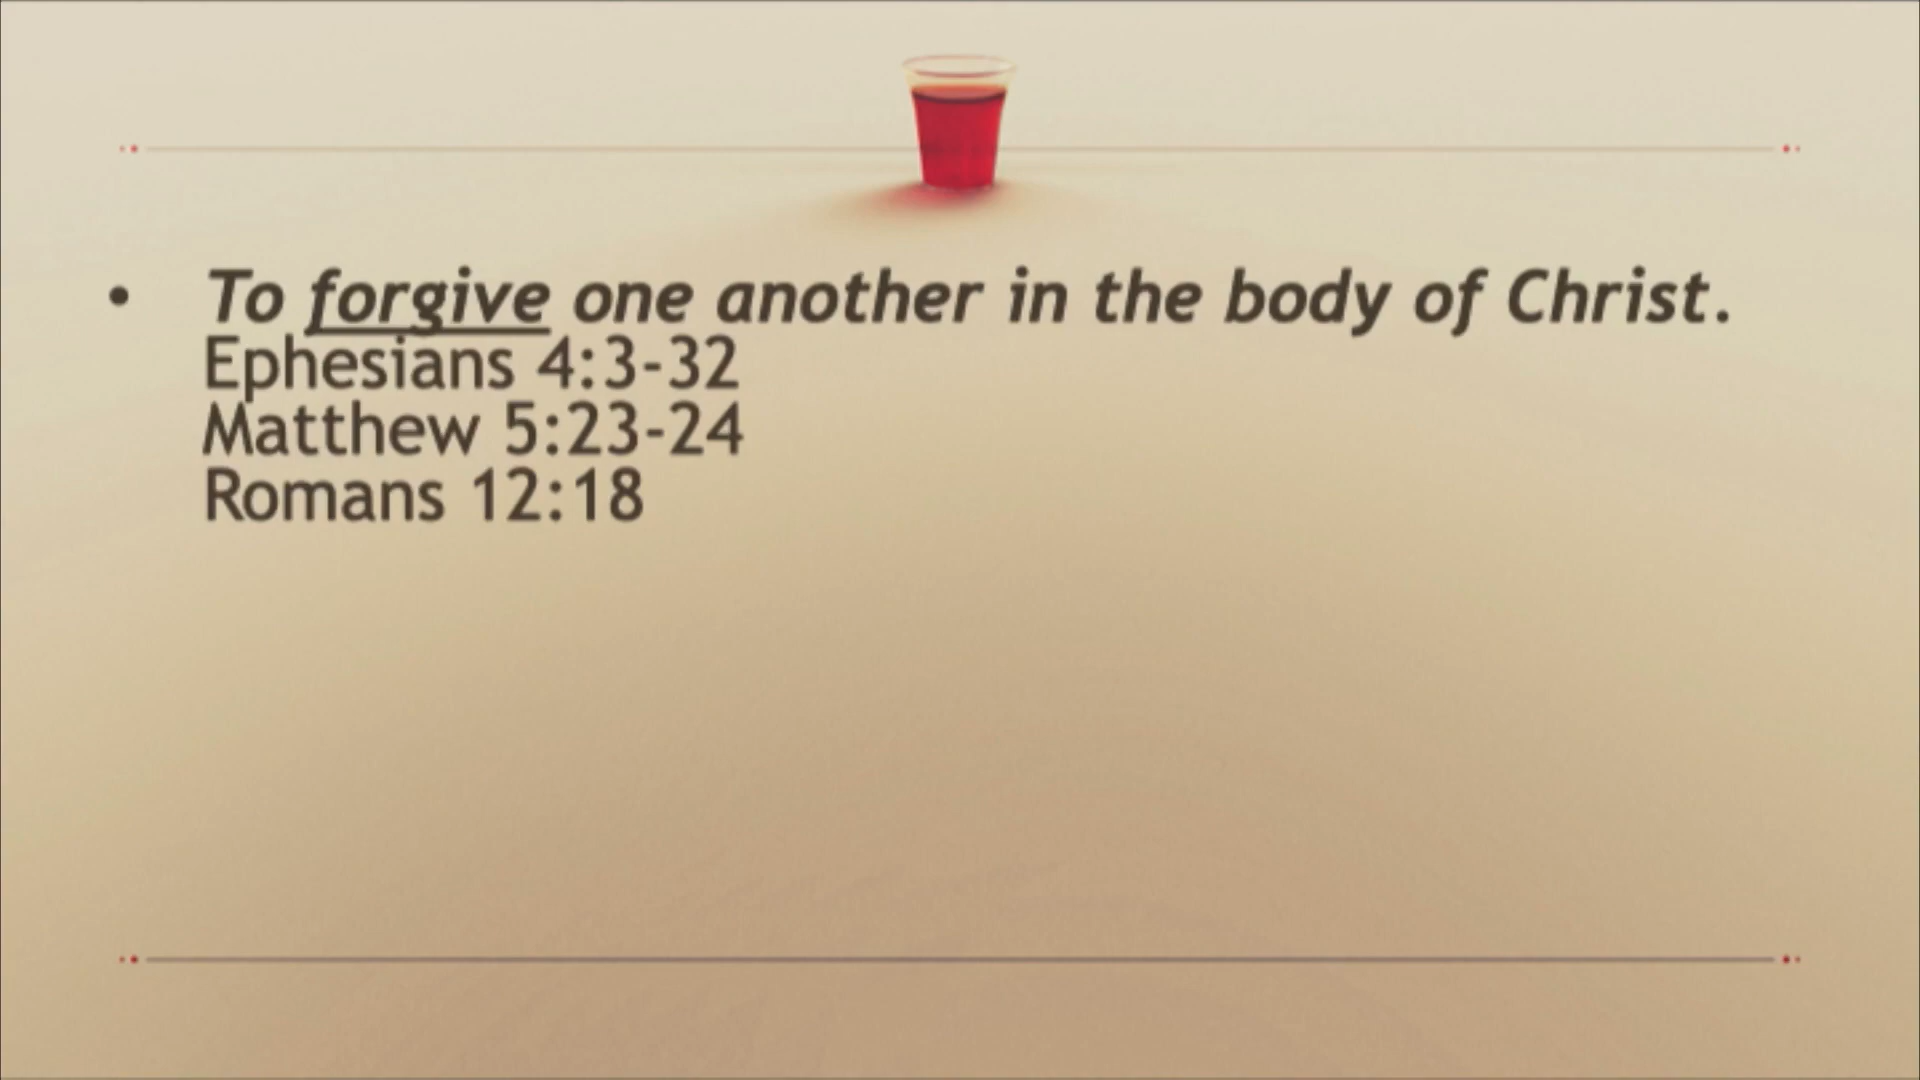 • To forgive one another in the body of Christ.
Ephesians 4:3-32
Matthew 5:23-24
Romans 12:18